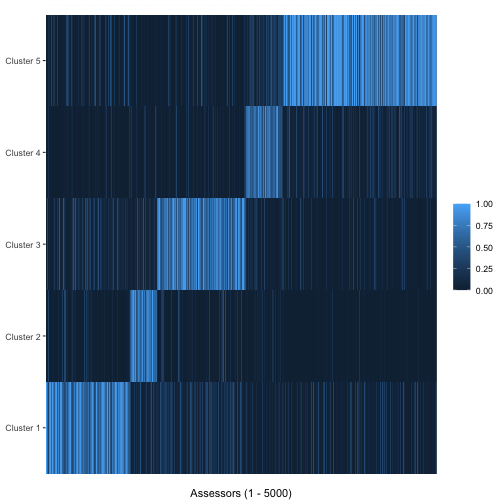 Cluster 5
Cluster 4
Cluster 3
Cluster 2
Cluster 1
1.00
0.75
0.50
0.25
0.00
Assessors (1 - 5000)